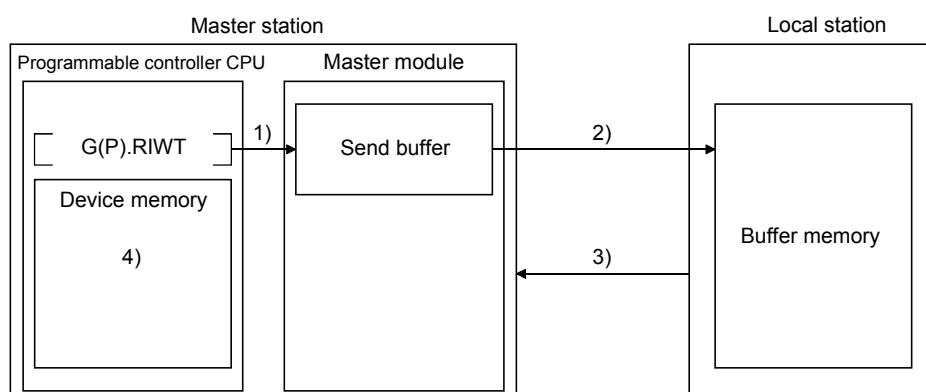 Master station
Local station
Programmable controller CPU
Master module
G(P).RIWT
1)
Send buffer
2)
Device memory
4)
Buffer memory
3)